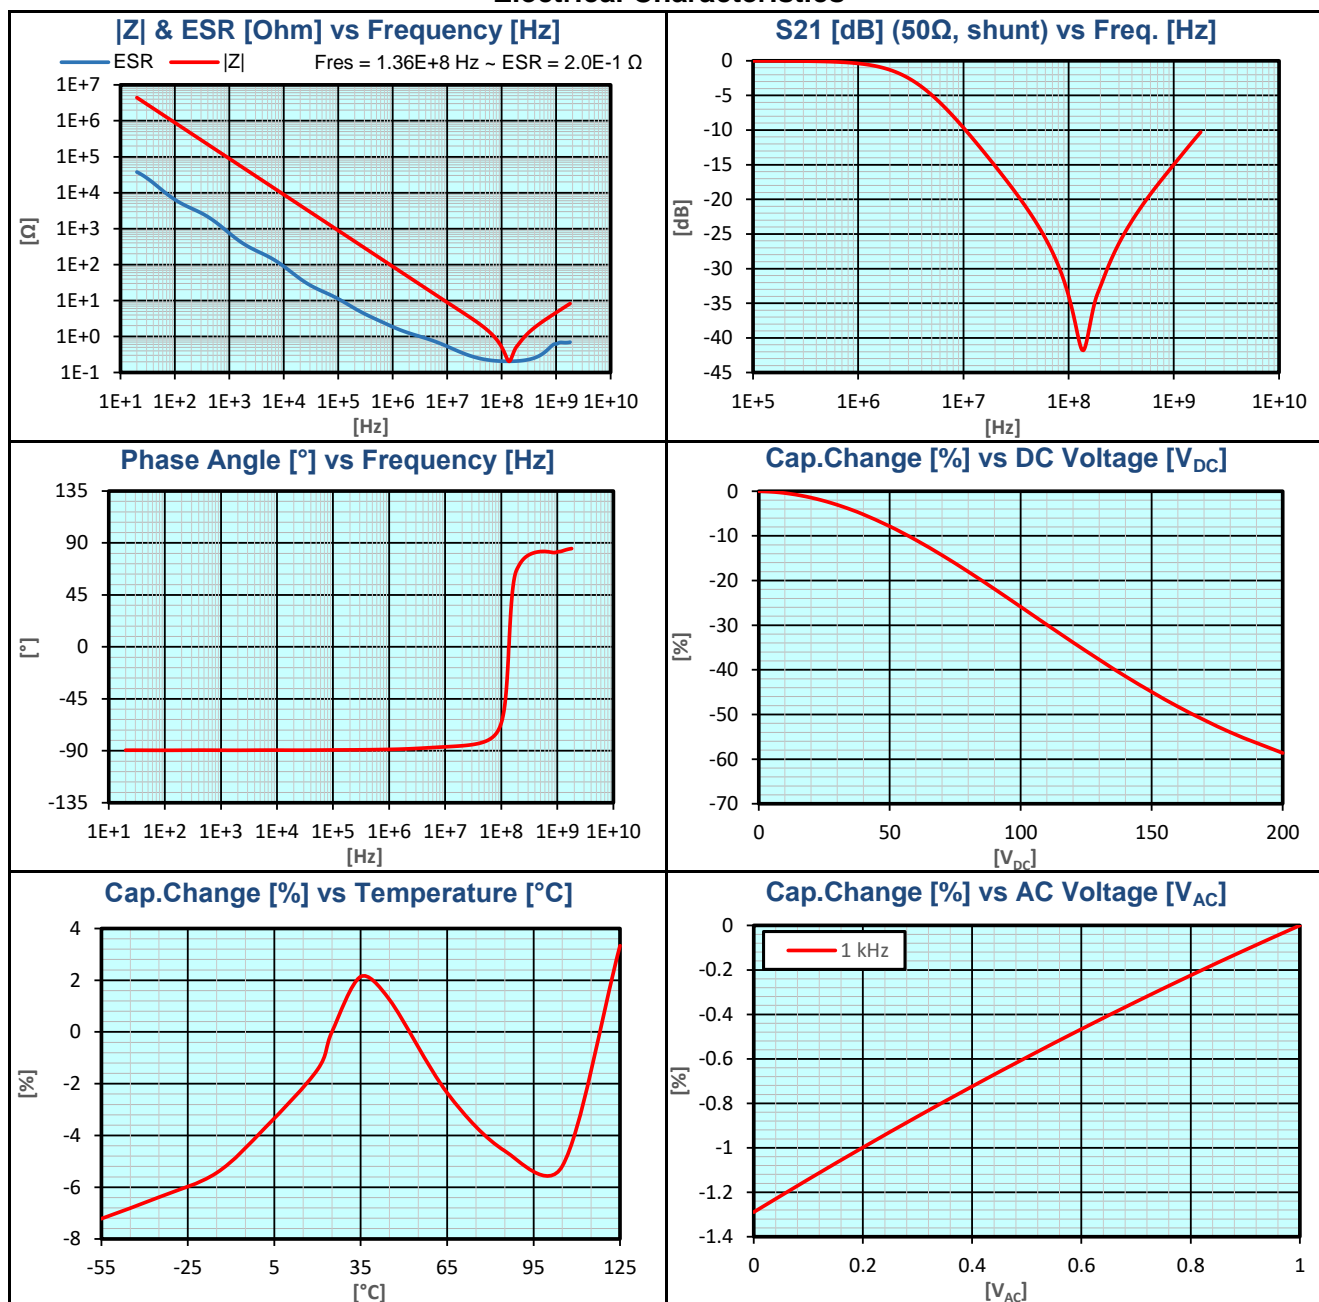 |Z| & ESR [Ohm] vs Frequency [Hz]
ESR |Z| Fres = 1.36E+8 Hz ~ ESR = 2.0E-1 Ω
1E+7
1E+6
1E+5
1E+4
1E+3
1E+2
1E+1
1E+0
1E-1
[Ω]
1E+1 1E+2 1E+3 1E+4 1E+5 1E+6 1E+7 1E+8 1E+9 1E+10
[Hz]
S21 [dB] (50Ω, shunt) vs Freq. [Hz]
0
-5
-10
-15
-20
-25
-30
-35
-40
-45
[dB]
1E+5 1E+6 1E+7 1E+8 1E+9 1E+10
[Hz]
Phase Angle [°] vs Frequency [Hz]
135
90
45
0
-45
-90
-135
[°]
1E+1 1E+2 1E+3 1E+4 1E+5 1E+6 1E+7 1E+8 1E+9 1E+10
[Hz]
Cap.Change [%] vs DC Voltage [VDC]
0
-10
-20
-30
-40
-50
-60
-70
[%]
0 50 100 150 200
[VDC]
Cap.Change [%] vs Temperature [°C]
4
2
0
-2
-4
-6
-8
[%]
-55 -25 5 35 65 95 125
[°C]
Cap.Change [%] vs AC Voltage [VAC]
1 kHz
0
-0.2
-0.4
-0.6
-0.8
-1
-1.2
-1.4
[%]
0 0.2 0.4 0.6 0.8 1
[VAC]